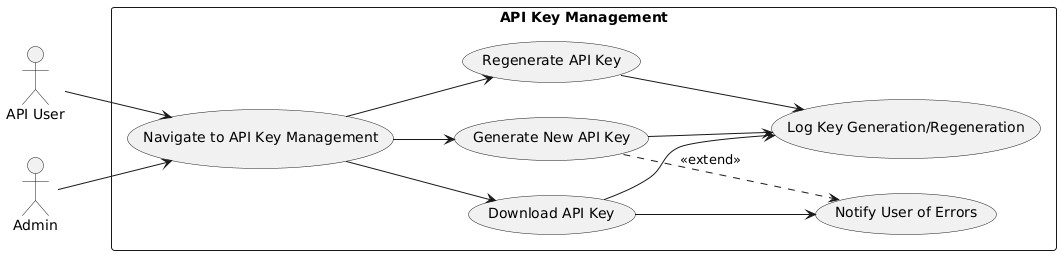 API Key Management
API User
Admin
Navigate to API Key Management
Regenerate API Key
Generate New API Key
Download API Key
«extend»
Log Key Generation/Regeneration
Notify User of Errors